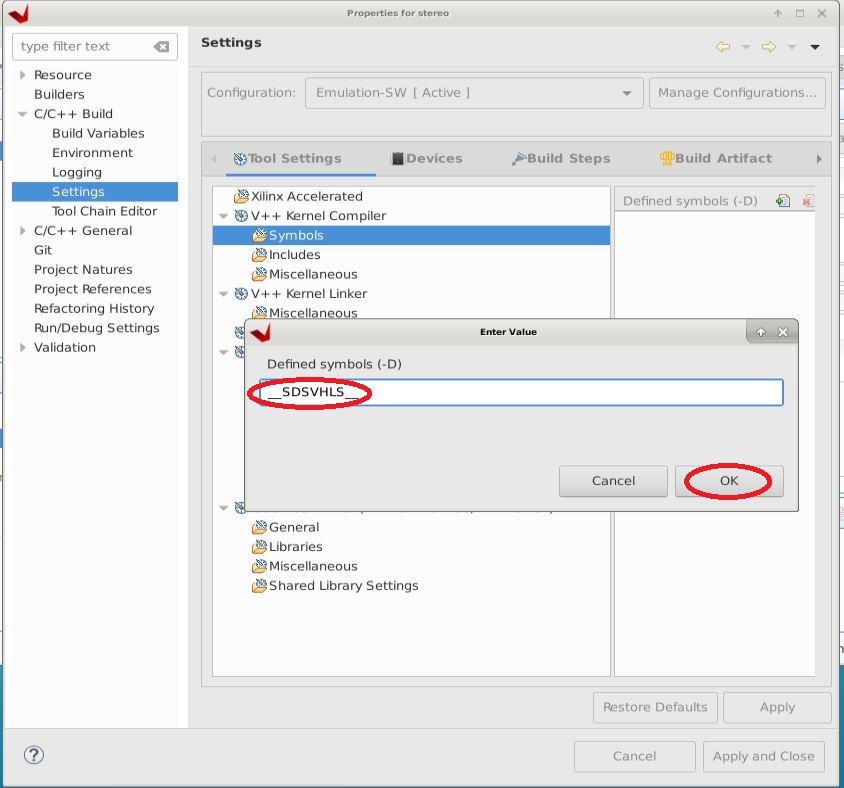 Properties for stereo
type filter text
Settings
Resource
Builders
C/C++ Build
Build Variables
Environment
Logging
Settings
Tool Chain Editor
C/C++ General
Git
Project Natures
Project References
Refactoring History
Run/Debug Settings
Validation
Configuration:
Emulation-SW [ Active ]
Manage Configurations...
Tool Settings
Devices
Build Steps
Build Artifact
Xilinx Accelerated
V++ Kernel Compiler
Symbols
Includes
Miscellaneous
V++ Kernel Linker
Miscellaneous
Defined symbols (-D)
Enter Value
Defined symbols (-D)
__SDSVHLS__
Cancel
OK
General
Libraries
Miscellaneous
Shared Library Settings
Restore Defaults
Apply
?
Cancel
Apply and Close